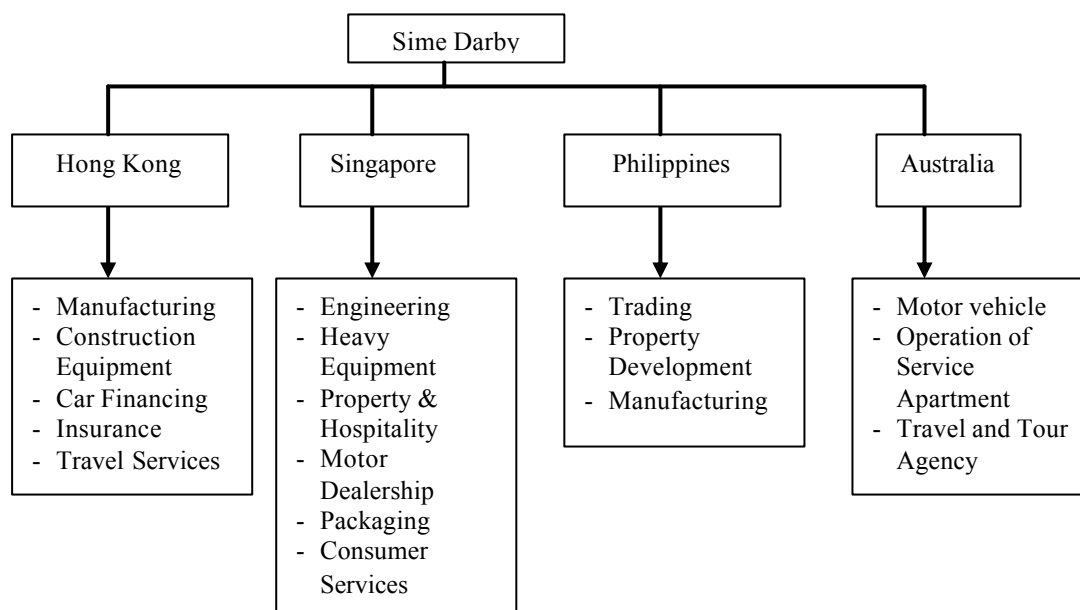 Sime Darby
Hong Kong
Singapore
Philippines
Australia
- Manufacturing
- Construction
Equipment
- Car Financing
- Insurance
- Travel Services
- Engineering
- Heavy
Equipment
- Property &
Hospitality
- Motor
Dealership
- Packaging
- Consumer
Services
- Trading
- Property
Development
- Manufacturing
- Motor vehicle
- Operation of
Service
Apartment
- Travel and Tour
Agency